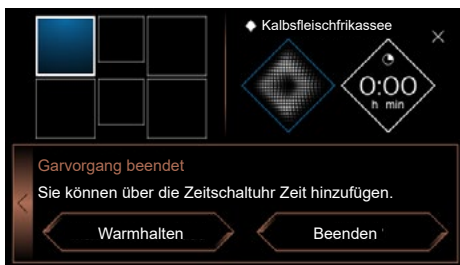 Kalbsfleischfrikassee
0:00
h min
Garvorgang beendet
Sie können über die Zeitschaltuhr Zeit hinzufügen.
Warmhalten
Beenden